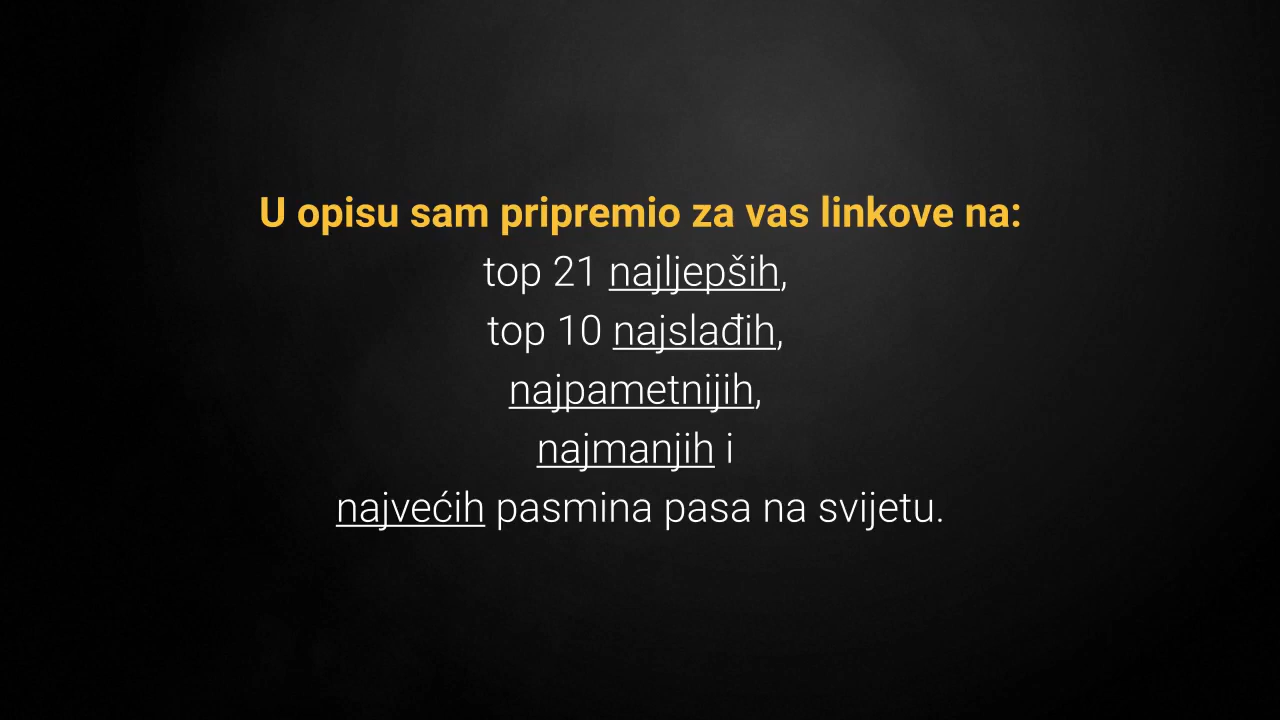 U opisu sam pripremio za vas linkove na:
top 21 najljepših,
top 10 najslađih,
najpametnijih,
najmanjih i
najvećih pasmina pasa na svijetu.